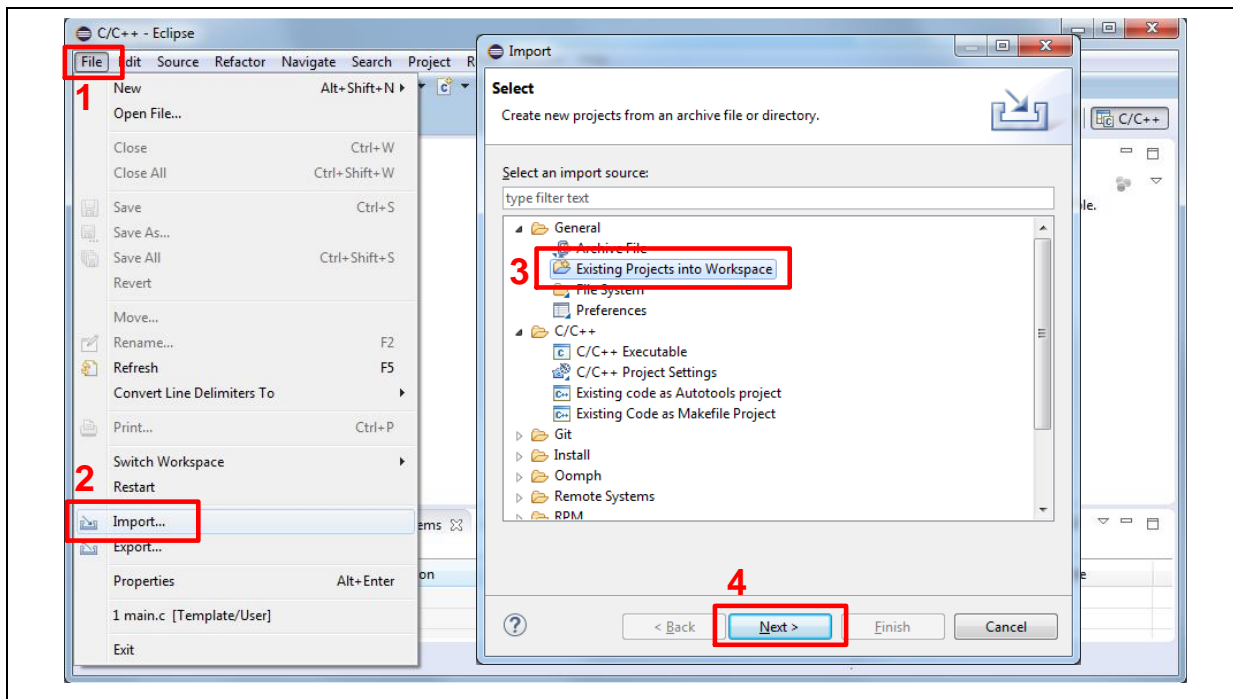 C/C++ - Eclipse
File Edit Source Refactor Navigate Search Project R
1
New Alt+Shift+N
Open File...
Close Ctrl+W
Close All Ctrl+Shift+W
Save Ctrl+S
Save As...
Save All Ctrl+Shift+S
Revert
Move...
Rename... F2
Refresh F5
Convert Line Delimiters To
Print... Ctrl+P
Switch Workspace
2
Restart
Import...
Export...
Properties Alt+Enter
1 main.c [Template/User]
Exit
Import
Select
Create new projects from an archive file or directory.
Select an import source:
type filter text
General
Archive File
3
Existing Projects into Workspace
File System
Preferences
C/C++
C/C++ Executable
C/C++ Project Settings
Existing code as Autotools project
Existing Code as Makefile Project
Git
Install
Oomph
Remote Systems
RPM
4
? < Back Next > Finish Cancel
C/C++
le.
ems
on e